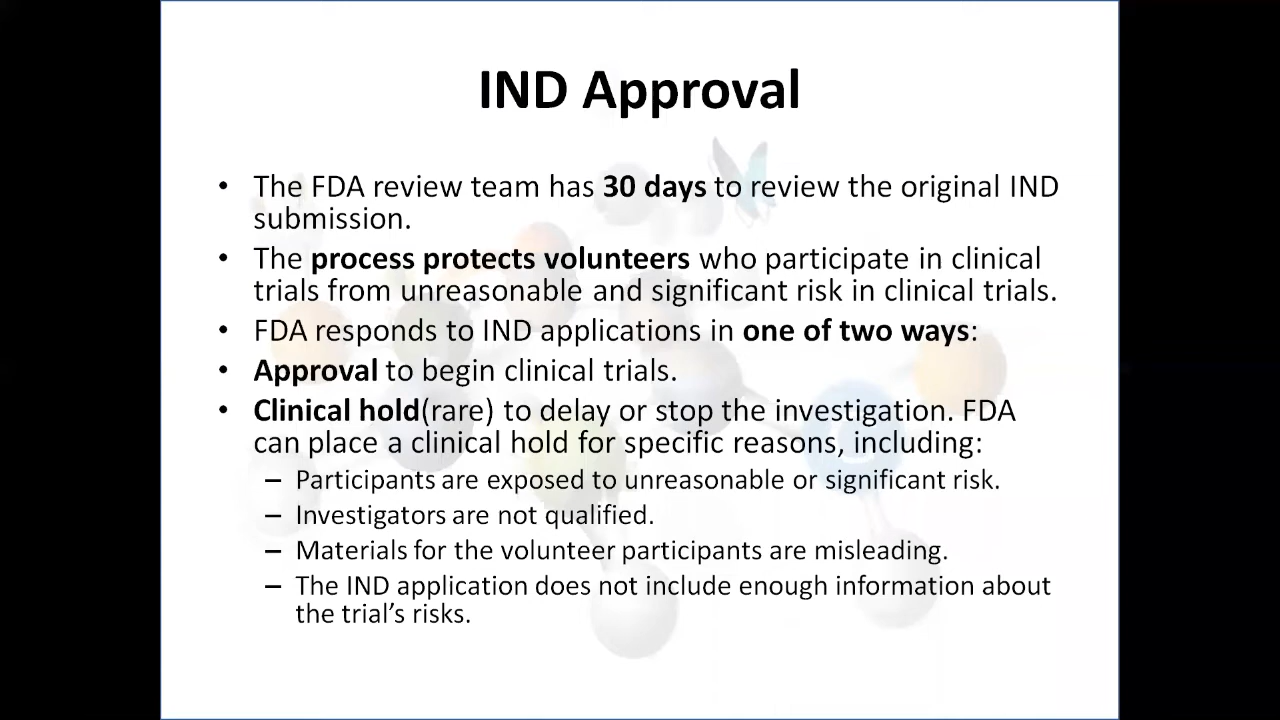 IND Approval
• The FDA review team has 30 days to review the original IND
submission.
• The process protects volunteers who participate in clinical
trials from unreasonable and significant risk in clinical trials.
• FDA responds to IND applications in one of two ways:
• Approval to begin clinical trials.
• Clinical hold(rare) to delay or stop the investigation. FDA
can place a clinical hold for specific reasons, including:
– Participants are exposed to unreasonable or significant risk.
– Investigators are not qualified.
– Materials for the volunteer participants are misleading.
– The IND application does not include enough information about
the trial’s risks.